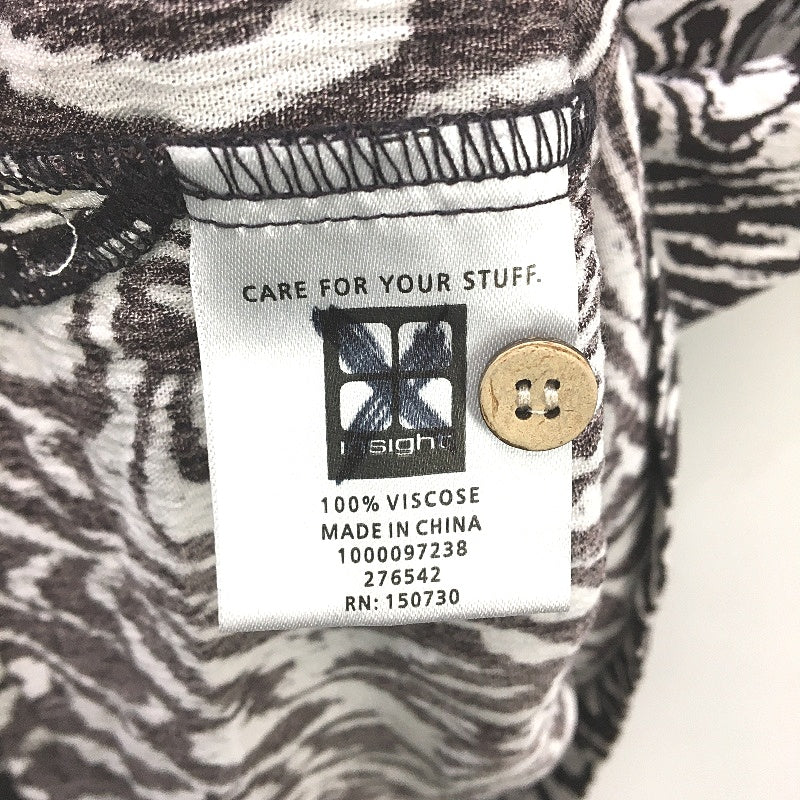 CARE FOR YOUR STUFF.
insight
100% VISCOSE
MADE IN CHINA
1000097238
276542
RN: 150730